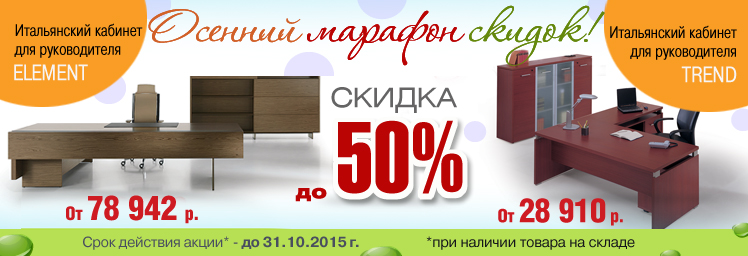 Осенний марафон скидок!
Итальянский кабинет
для руководителя
ELEMENT
Итальянский кабинет
для руководителя
TREND
СКИДКА
до 50%
От 78 942 р.
От 28 910 р.
Срок действия акции* - до 31.10.2015 г.
*при наличии товара на складе